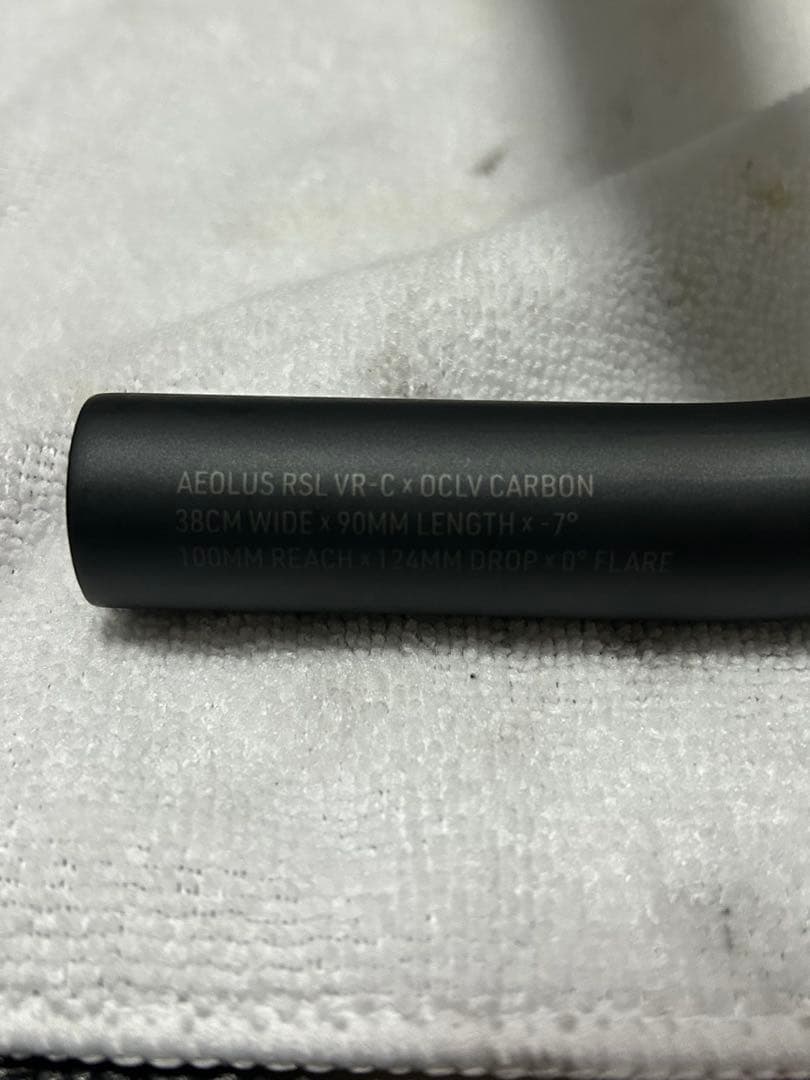 AEOLUS RSL VR-C x OCLV CARBON
38CM WIDE x 90MM LENGTH x -7°
100MM REACH x 124MM DROP x 0° FLARE